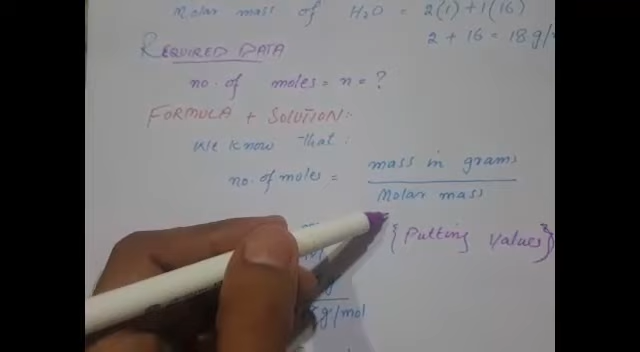 Molar mass of H₂O = 2(1) + 1(16)
2 + 16 = 18 g/
REQUIRED DATA
no. of moles = n = ?
FORMULA + SOLUTION:-
We know that:
no. of moles = mass in grams
Molar mass
{Putting Values}
g/mol